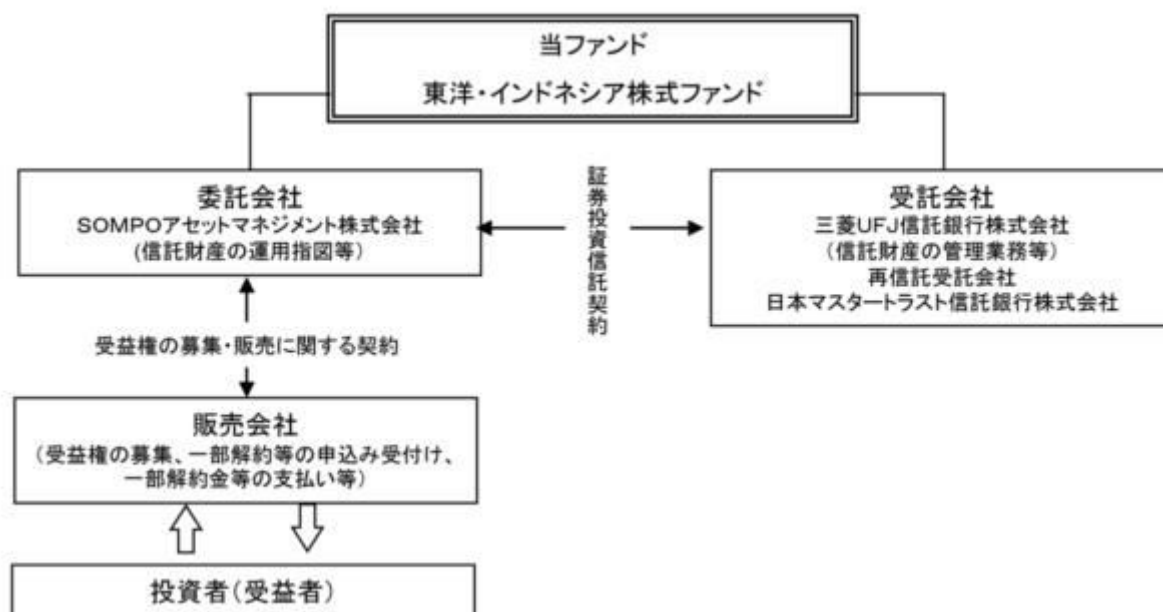 当ファンド
東洋・インドネシア株式ファンド
委託会社
SOMPOアセットマネジメント株式会社
(信託財産の運用指図等)
証券投資信託契約
受託会社
三菱UFJ信託銀行株式会社
(信託財産の管理業務等)
再信託受託会社
日本マスタートラスト信託銀行株式会社
受益権の募集・販売に関する契約
販売会社
(受益権の募集、一部解約等の申込み受付け、
一部解約金等の支払い等)
投資者(受益者)